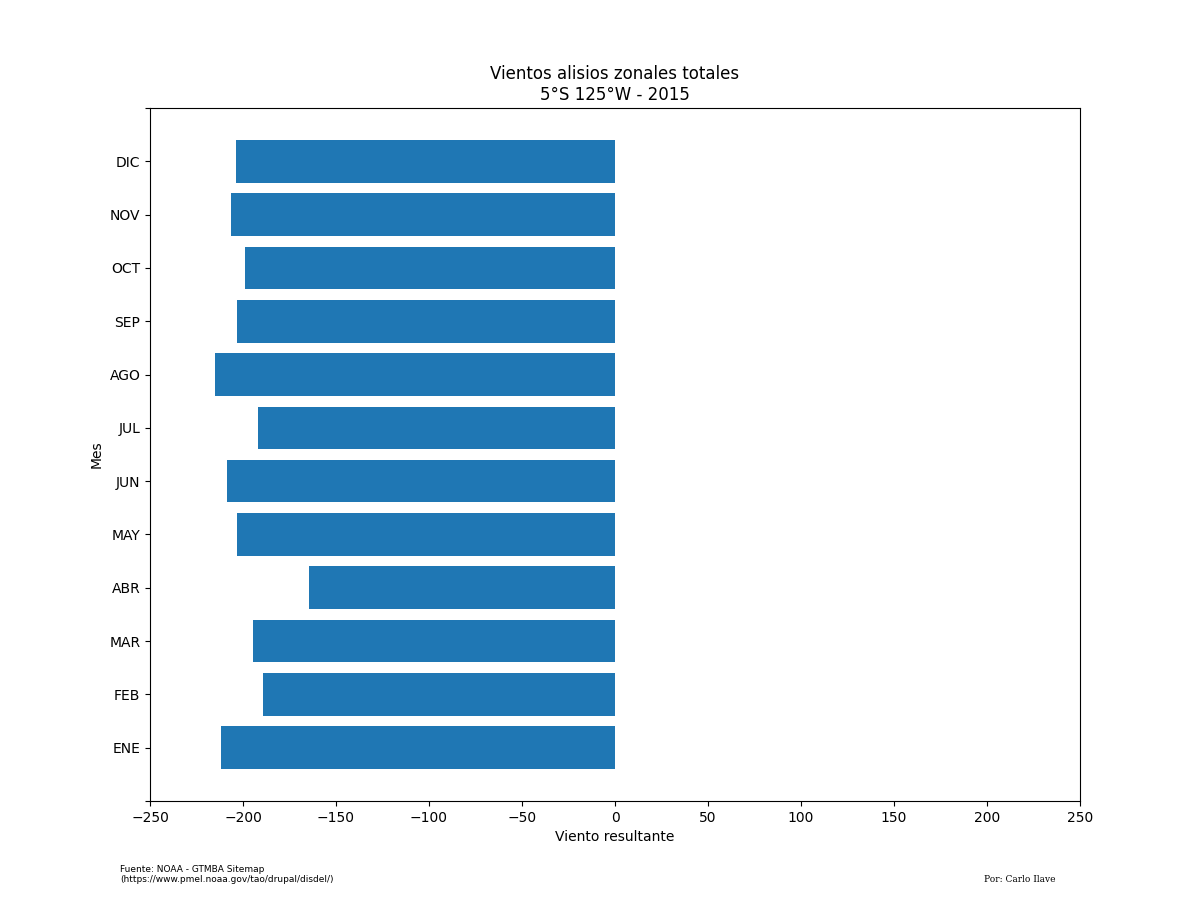 Vientos alisios zonales totales
5°S 125°W - 2015
DIC
NOV
OCT
SEP
AGO
JUL
JUN
MAY
ABR
MAR
FEB
ENE
Mes
−250 −200 −150 −100 −50 0 50 100 150 200 250
Viento resultante
Fuente: NOAA - GTMBA Sitemap
(https://www.pmel.noaa.gov/tao/drupal/disdel/)
Por: Carlo Ilave